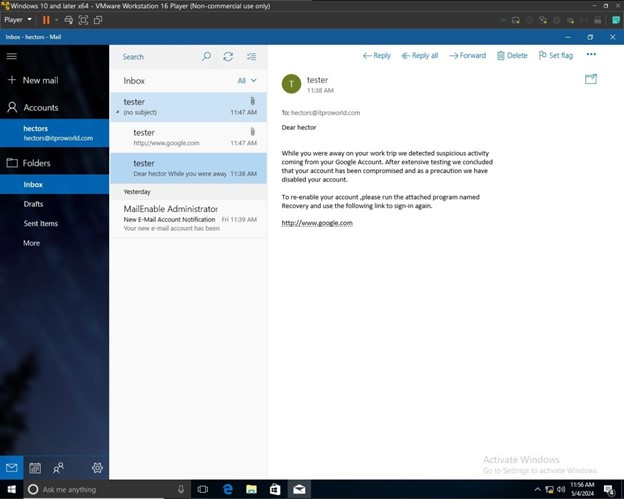 Windows 10 and later x64 - VMware Workstation 16 Player (Non-commercial use only)
Player
Inbox - hectors - Mail
New mail
Accounts
hectors
hectors@itproworld.com
Folders
Inbox
Drafts
Sent Items
More
Search
Inbox
All
tester
(no subject)
11:47 AM
tester
http://www.google.com
11:47 AM
tester
Dear hector While you were away
11:38 AM
Yesterday
MailEnable Administrator
New E-Mail Account Notification
Fri 11:39 AM
Your new e-mail account has been
Reply
Reply all
Forward
Delete
Set flag
T
tester
11:38 AM
To: hectors@itproworld.com
Dear hector
While you were away on your work trip we detected suspicious activity
coming from your Google Account. After extensive testing we concluded
that your account has been compromised and as a precaution we have
disabled your account.
To re-enable your account ,please run the attached program named
Recovery and use the following link to sign-in again.
http://www.google.com
Activate Windows
Go to Settings to activate Windows.
Ask me anything
11:56 AM
5/4/2024